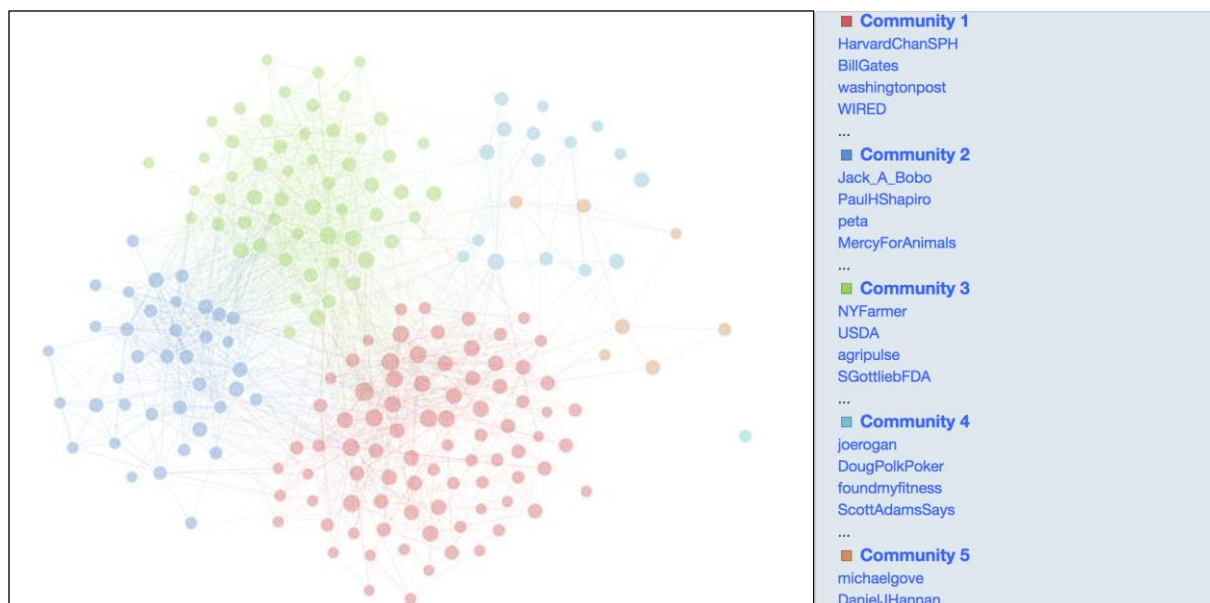 Community 1
HarvardChanSPH
BillGates
washingtonpost
WIRED
...
Community 2
Jack_A_Bobo
PaulHShapiro
peta
MercyForAnimals
...
Community 3
NYFarmer
USDA
agripulse
SGottliebFDA
...
Community 4
joerogan
DougPolkPoker
foundmyfitness
ScottAdamsSays
...
Community 5
michaelgove
DanielJHannan